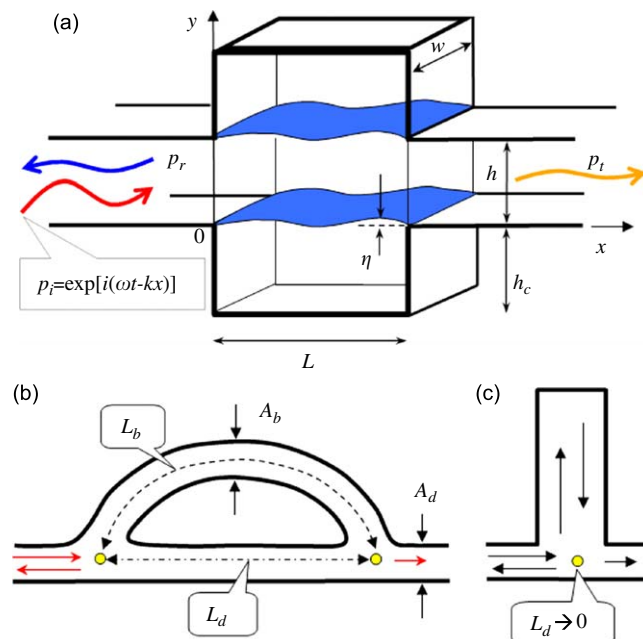 (a)
y
w
p_r
h
p_t
0
η
x
p_i=exp[i(ωt-kx)]
h_c
L
(b)
(c)
L_b
A_b
A_d
L_d
L_d→0